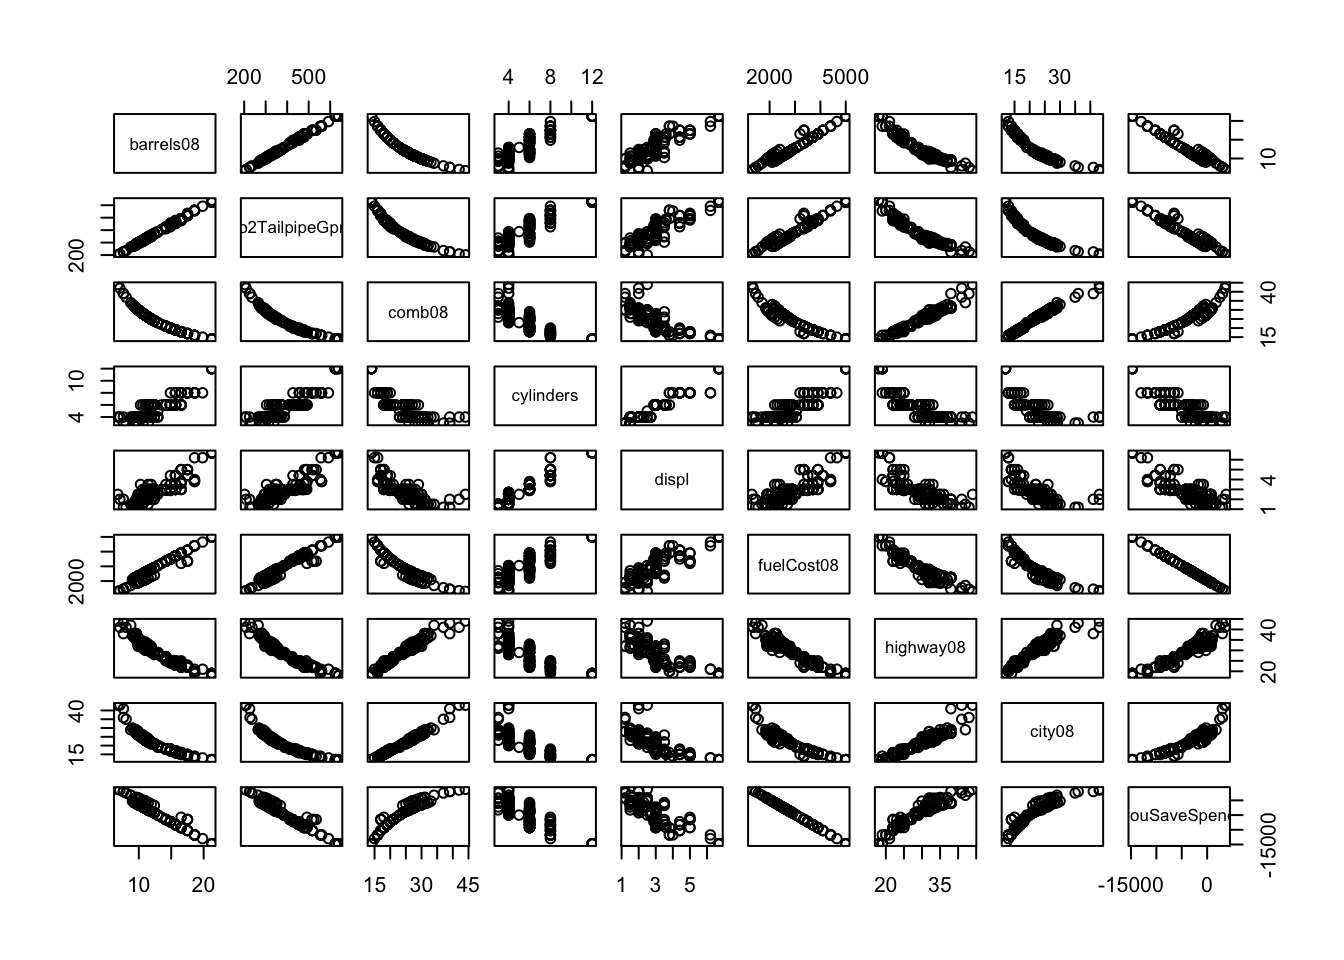 200 500 4 8 12 2000 5000 15 30
barrels08 10
200 o2TailpipeGpm
comb08 15 40
4 10 cylinders
displ 1 4
2000 fuelCost08
highway08 20 40
15 40 city08
ouSaveSpend -15000
10 20 15 30 45 1 3 5 20 35 -15000 0